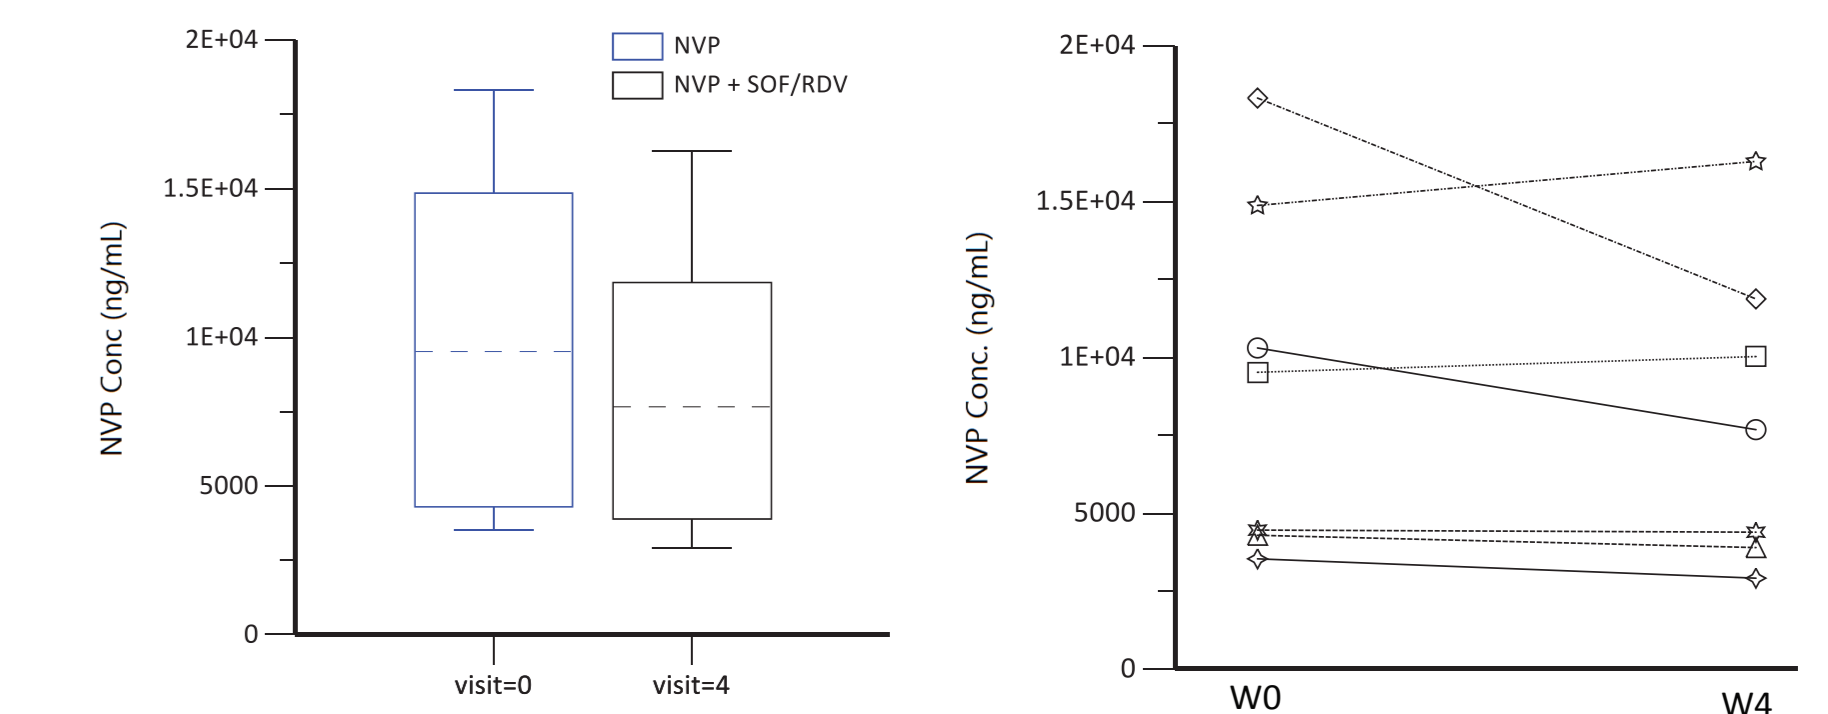 2E+04
1.5E+04
1E+04
5000
0
NVP Conc (ng/mL)
visit=0
visit=4
NVP
NVP + SOF/RDV
2E+04
1.5E+04
1E+04
5000
0
NVP Conc. (ng/mL)
W0
W4